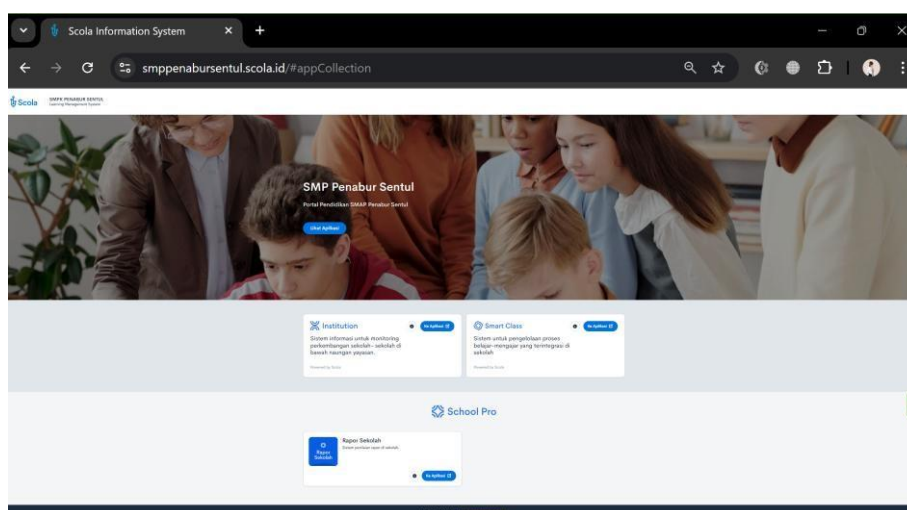 Scola Information System
smppenabursentul.scola.id/#appCollection
Scola
SMPK PENABUR SENTUL
Learning Management System
SMP Penabur Sentul
Portal Pendidikan SMAP Penabur Sentul
Lihat Aplikasi
Institution
Ke Aplikasi
Sistem informasi untuk monitoring
perkembangan sekolah- sekolah di
bawah naungan yayasan.
Powered by Scola
Smart Class
Ke Aplikasi
Sistem untuk pengelolaan proses
belajar-mengajar yang terintegrasi di
sekolah
Powered by Scola
School Pro
Rapor
Sekolah
Rapor Sekolah
Sistem penilaian rapor di sekolah.
Ke Aplikasi